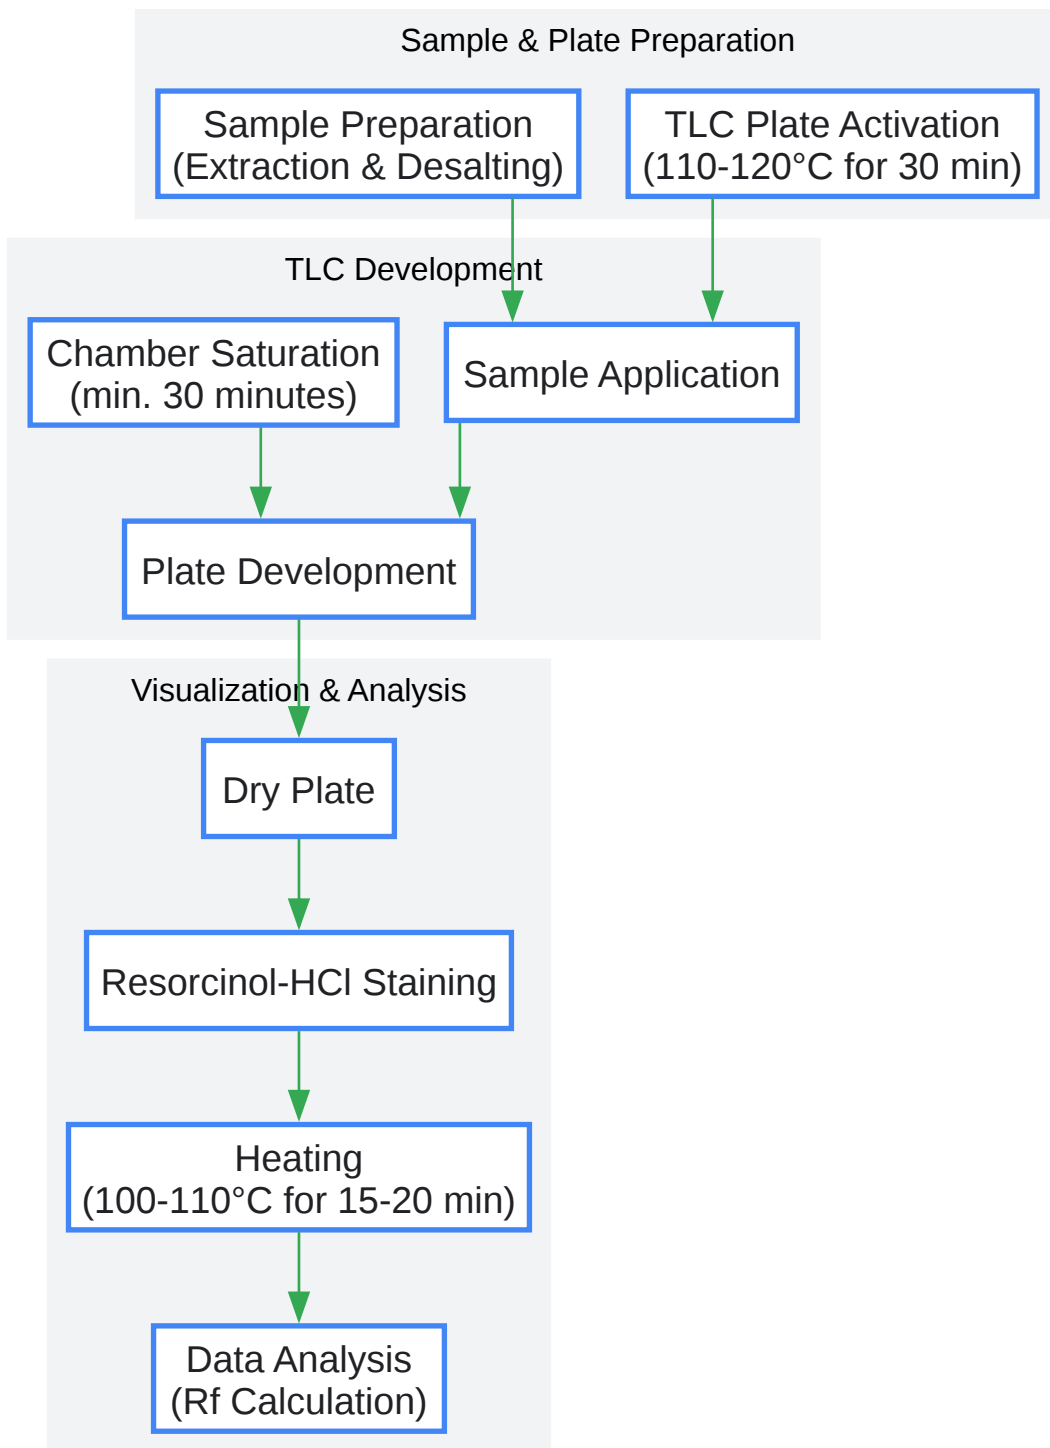 Sample & Plate Preparation
Sample Preparation
(Extraction & Desalting)
TLC Plate Activation
(110-120°C for 30 min)
TLC Development
Chamber Saturation
(min. 30 minutes)
Sample Application
Plate Development
Visualization & Analysis
Dry Plate
Resorcinol-HCl Staining
Heating
(100-110°C for 15-20 min)
Data Analysis
(Rf Calculation)